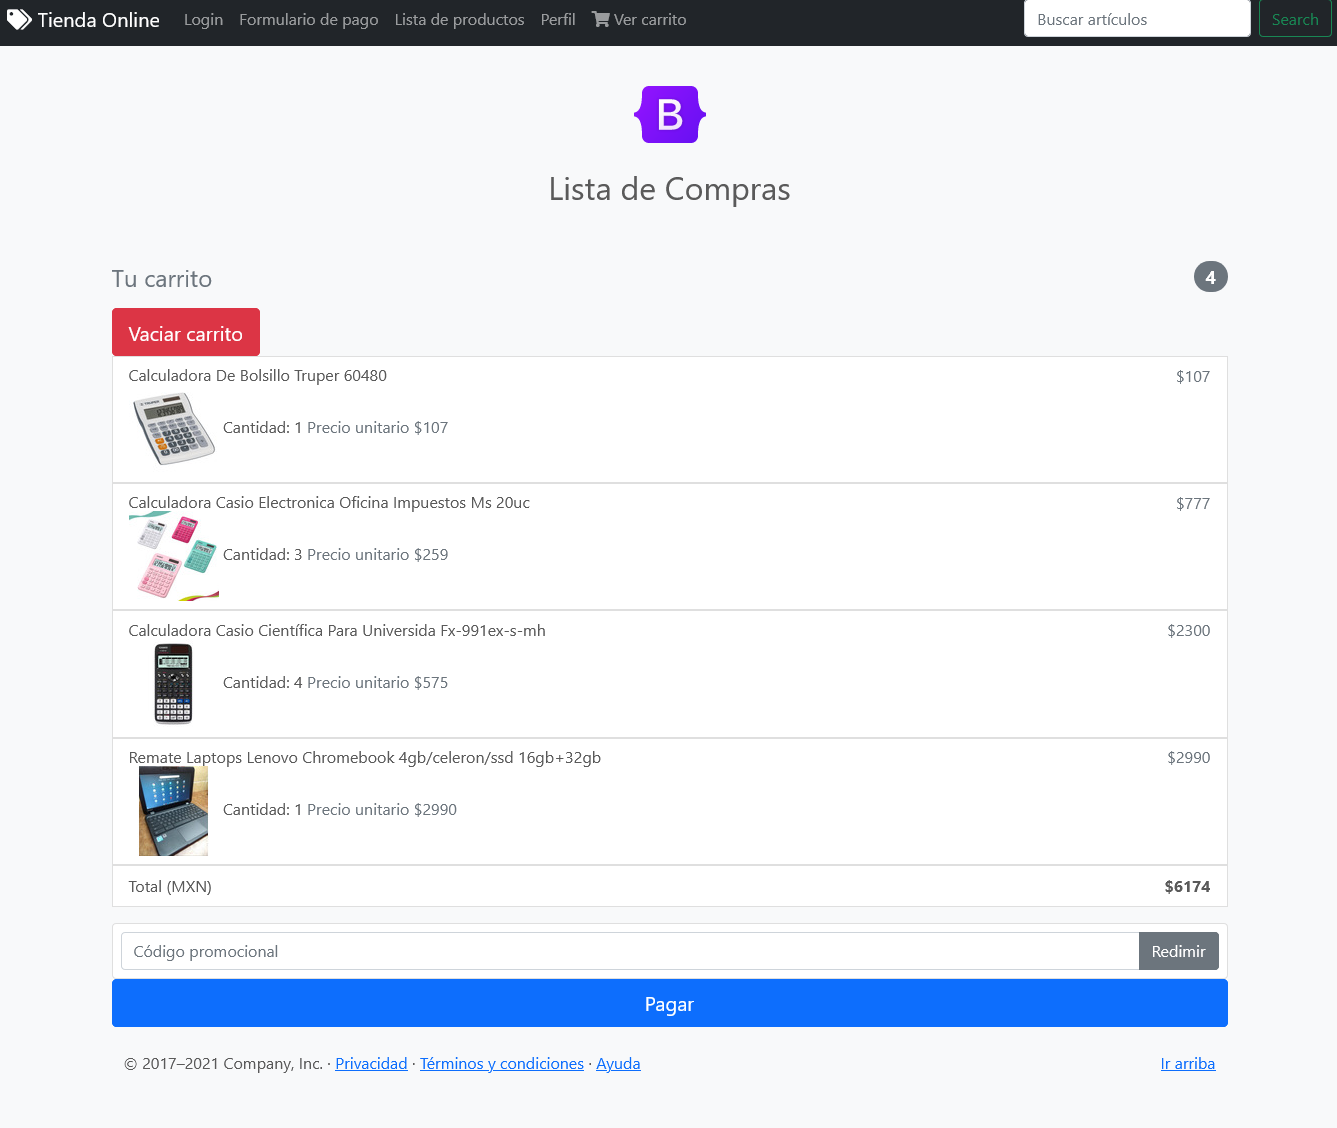 Tienda Online Login Formulario de pago Lista de productos Perfil Ver carrito Buscar artículos Search
B
Lista de Compras
Tu carrito 4
Vaciar carrito
Calculadora De Bolsillo Truper 60480 $107
Cantidad: 1 Precio unitario $107
Calculadora Casio Electronica Oficina Impuestos Ms 20uc $777
Cantidad: 3 Precio unitario $259
Calculadora Casio Científica Para Universida Fx-991ex-s-mh $2300
Cantidad: 4 Precio unitario $575
Remate Laptops Lenovo Chromebook 4gb/celeron/ssd 16gb+32gb $2990
Cantidad: 1 Precio unitario $2990
Total (MXN) $6174
Código promocional Redimir
Pagar
© 2017–2021 Company, Inc. · Privacidad · Términos y condiciones · Ayuda Ir arriba